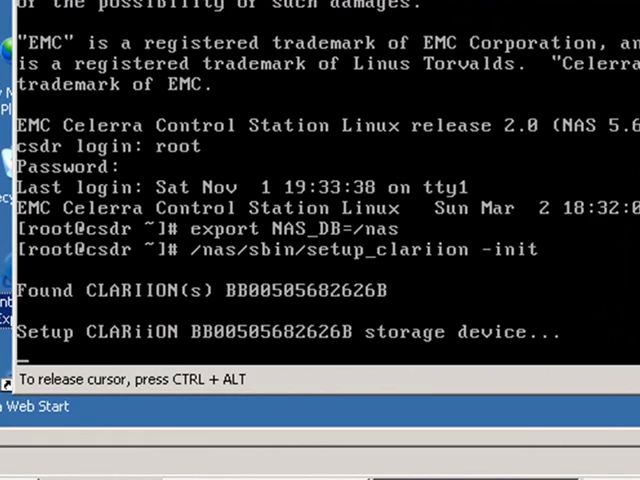 of the possibility of such damages.
"EMC" is a registered trademark of EMC Corporation, an
is a registered trademark of Linus Torvalds. "Celerra
trademark of EMC.
EMC Celerra Control Station Linux release 2.0 (NAS 5.6
csdr login: root
Password:
Last login: Sat Nov 1 19:33:38 on tty1
EMC Celerra Control Station Linux Sun Mar 2 18:32:0
[root@csdr ~]# export NAS_DB=/nas
[root@csdr ~]# /nas/sbin/setup_clariion -init
Found CLARIION(s) BB00505682626B
Setup CLARiiON BB00505682626B storage device...
To release cursor, press CTRL + ALT
a Web Start